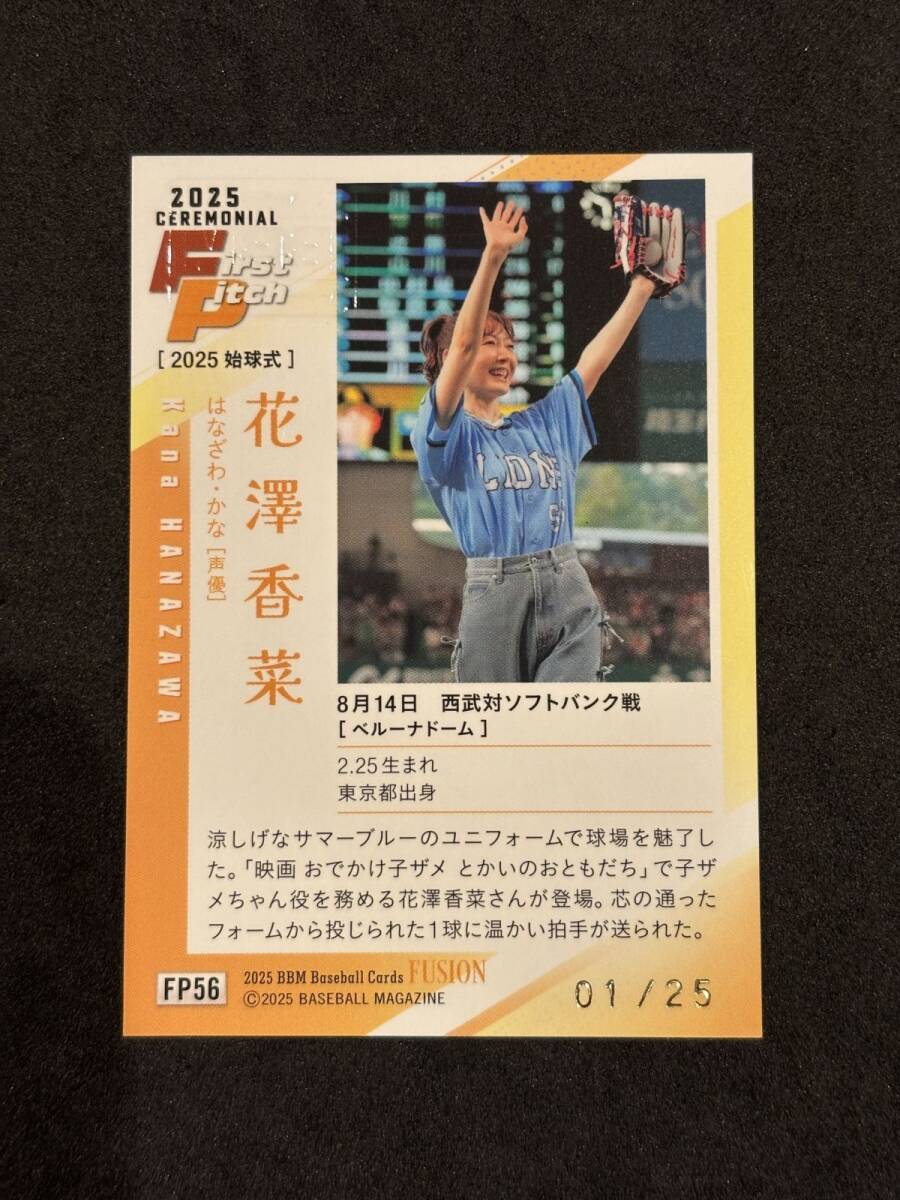 2025
CEREMONIAL
First
Pitch
[ 2025 始球式 ]
花澤香菜
はなざわ・かな [声優]
Kana HANAZAWA
LIONS
8月14日 西武対ソフトバンク戦
[ ベルーナドーム ]
2.25生まれ
東京都出身
涼しげなサマーブルーのユニフォームで球場を魅了し
た。「映画 おでかけ子ザメ とかいのおともだち」で子ザ
メちゃん役を務める花澤香菜さんが登場。芯の通った
フォームから投じられた1球に温かい拍手が送られた。
FP56
2025 BBM Baseball Cards FUSION
©2025 BASEBALL MAGAZINE
01/25